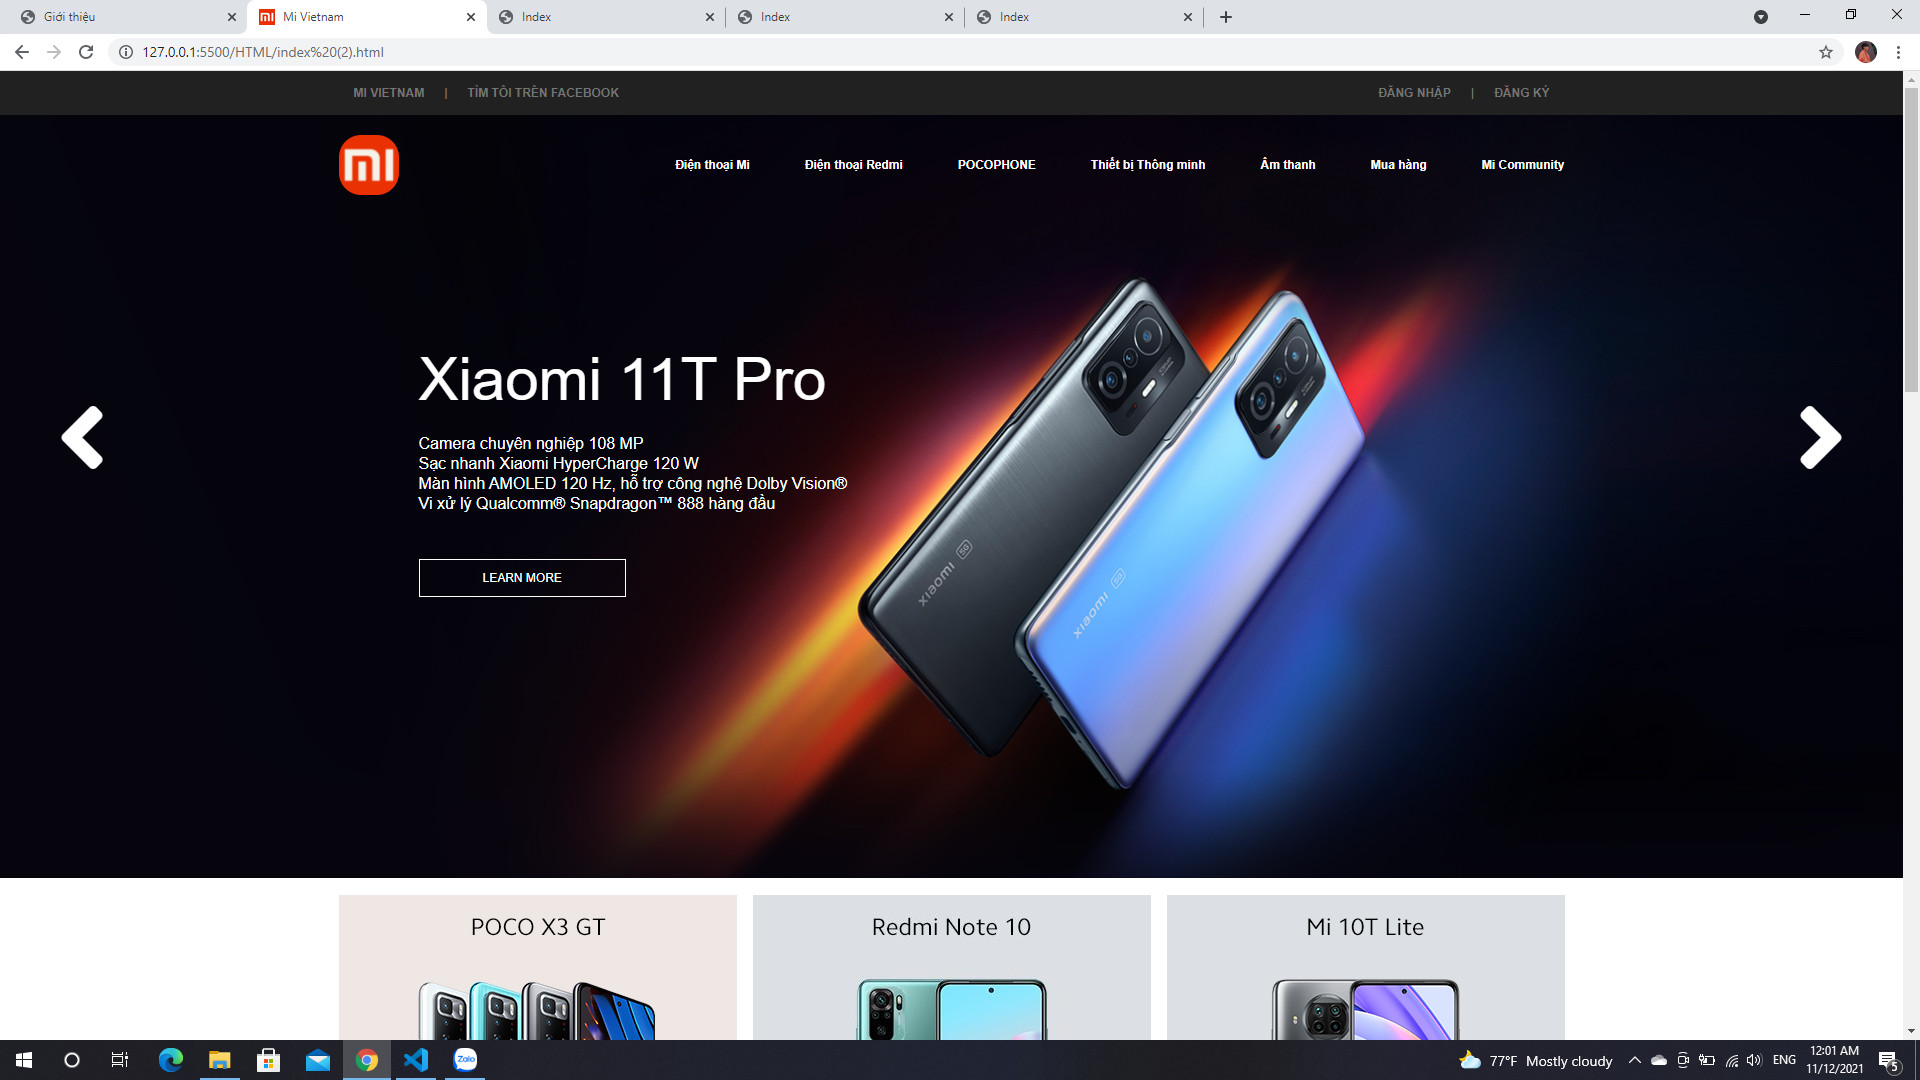 Giới thiệu
Mi Vietnam
Index
Index
Index
127.0.0.1:5500/HTML/index%20(2).html
MI VIETNAM | TÌM TÔI TRÊN FACEBOOK
ĐĂNG NHẬP | ĐĂNG KÝ
mi
Điện thoại Mi
Điện thoại Redmi
POCOPHONE
Thiết bị Thông minh
Âm thanh
Mua hàng
Mi Community
Xiaomi 11T Pro
Camera chuyên nghiệp 108 MP
Sạc nhanh Xiaomi HyperCharge 120 W
Màn hình AMOLED 120 Hz, hỗ trợ công nghệ Dolby Vision®
Vi xử lý Qualcomm® Snapdragon™ 888 hàng đầu
LEARN MORE
xiaomi 5G
xiaomi 5G
POCO X3 GT
Redmi Note 10
Mi 10T Lite
Zalo
77°F Mostly cloudy
ENG
12:01 AM
11/12/2021
5